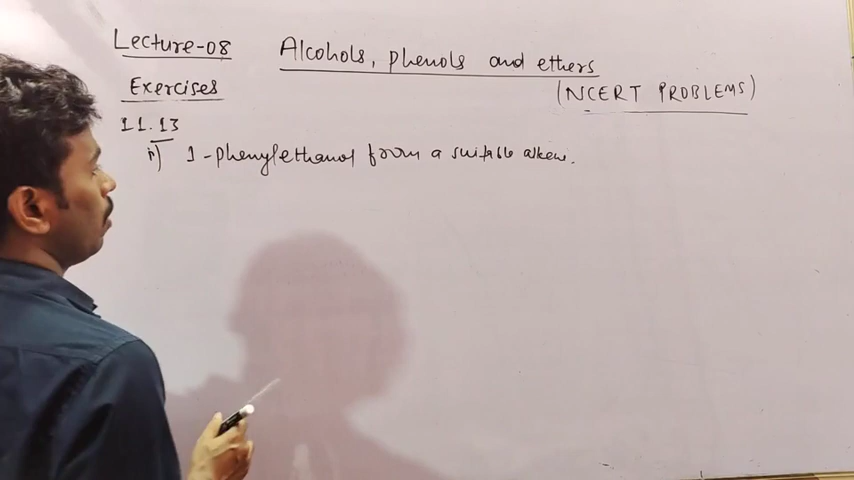 Lecture-08 Alcohols, phenols and ethers
Exercises (NCERT PROBLEMS)
11.13
i) 1-phenylethanol from a suitable alkene.